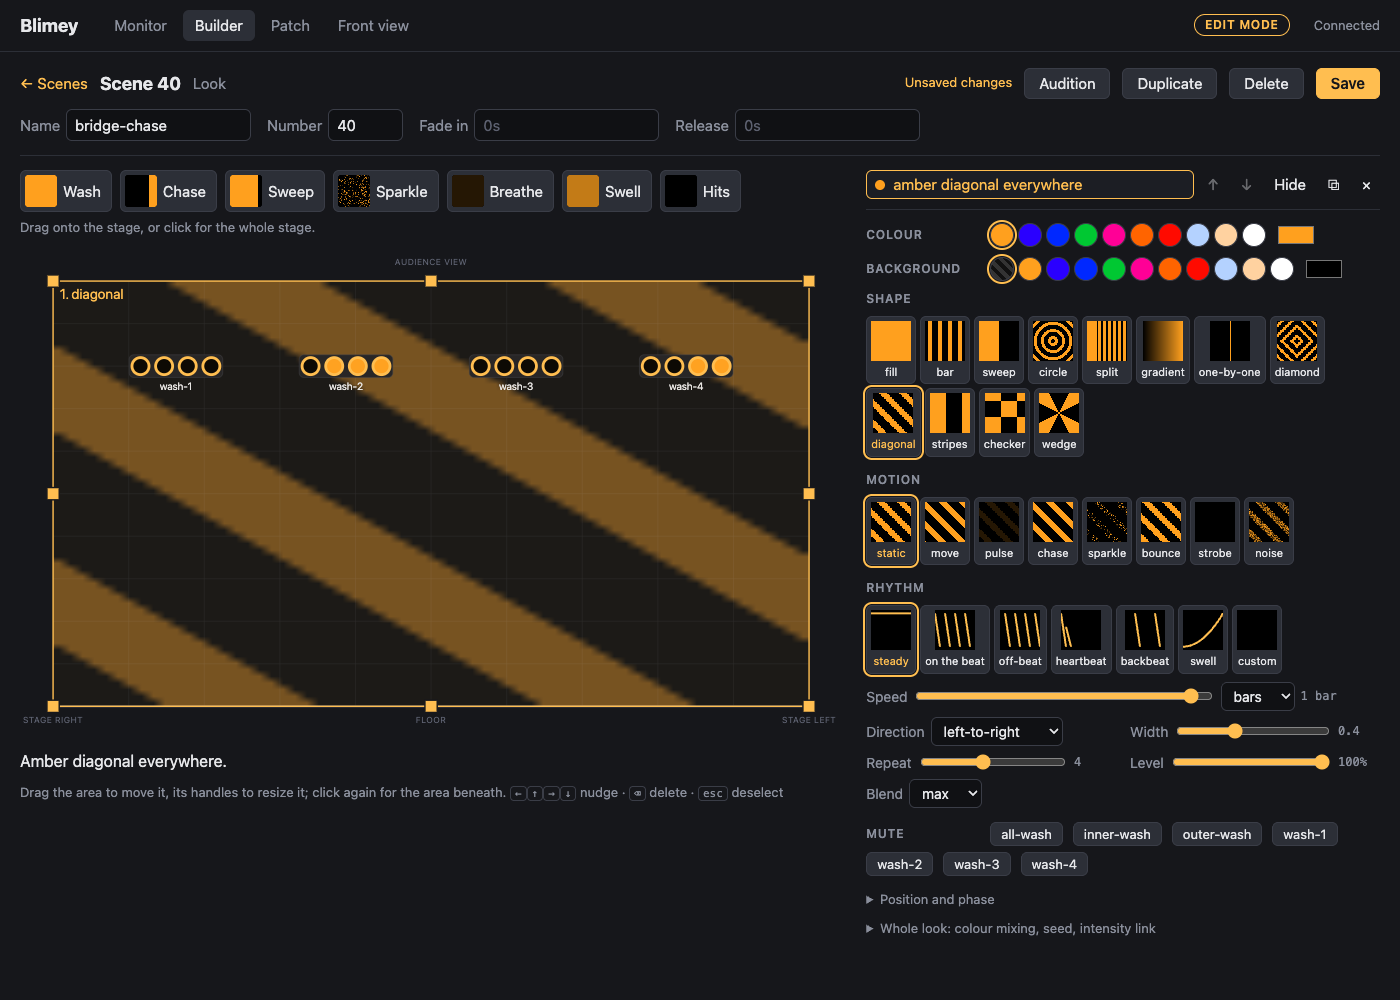 Blimey Monitor Builder Patch Front view EDIT MODE Connected
← Scenes Scene 40 Look Unsaved changes Audition Duplicate Delete Save
Name bridge-chase Number 40 Fade in 0s Release 0s
Wash Chase Sweep Sparkle Breathe Swell Hits
Drag onto the stage, or click for the whole stage.
AUDIENCE VIEW
1. diagonal
wash-1 wash-2 wash-3 wash-4
STAGE RIGHT FLOOR STAGE LEFT
Amber diagonal everywhere.
Drag the area to move it, its handles to resize it; click again for the area beneath. ← ↑ → ↓ nudge · ⌫ delete · esc deselect
amber diagonal everywhere ↑ ↓ Hide ×
COLOUR
BACKGROUND
SHAPE
fill bar sweep circle split gradient one-by-one diamond
diagonal stripes checker wedge
MOTION
static move pulse chase sparkle bounce strobe noise
RHYTHM
steady on the beat off-beat heartbeat backbeat swell custom
Speed bars 1 bar
Direction left-to-right Width 0.4
Repeat 4 Level 100%
Blend max
MUTE all-wash inner-wash outer-wash wash-1
wash-2 wash-3 wash-4
▶ Position and phase
▶ Whole look: colour mixing, seed, intensity link